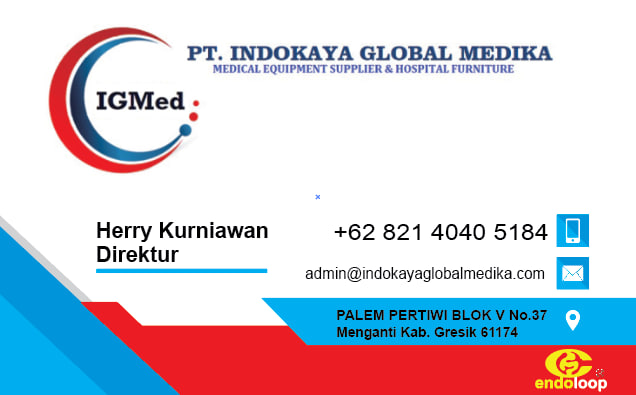 PT. INDOKAYA GLOBAL MEDIKA
MEDICAL EQUIPMENT SUPPLIER & HOSPITAL FURNITURE
IGMed
Herry Kurniawan
Direktur
+62 821 4040 5184
admin@indokayaglobalmedika.com
PALEM PERTIWI BLOK V No.37
Menganti Kab. Gresik 61174
endoloop